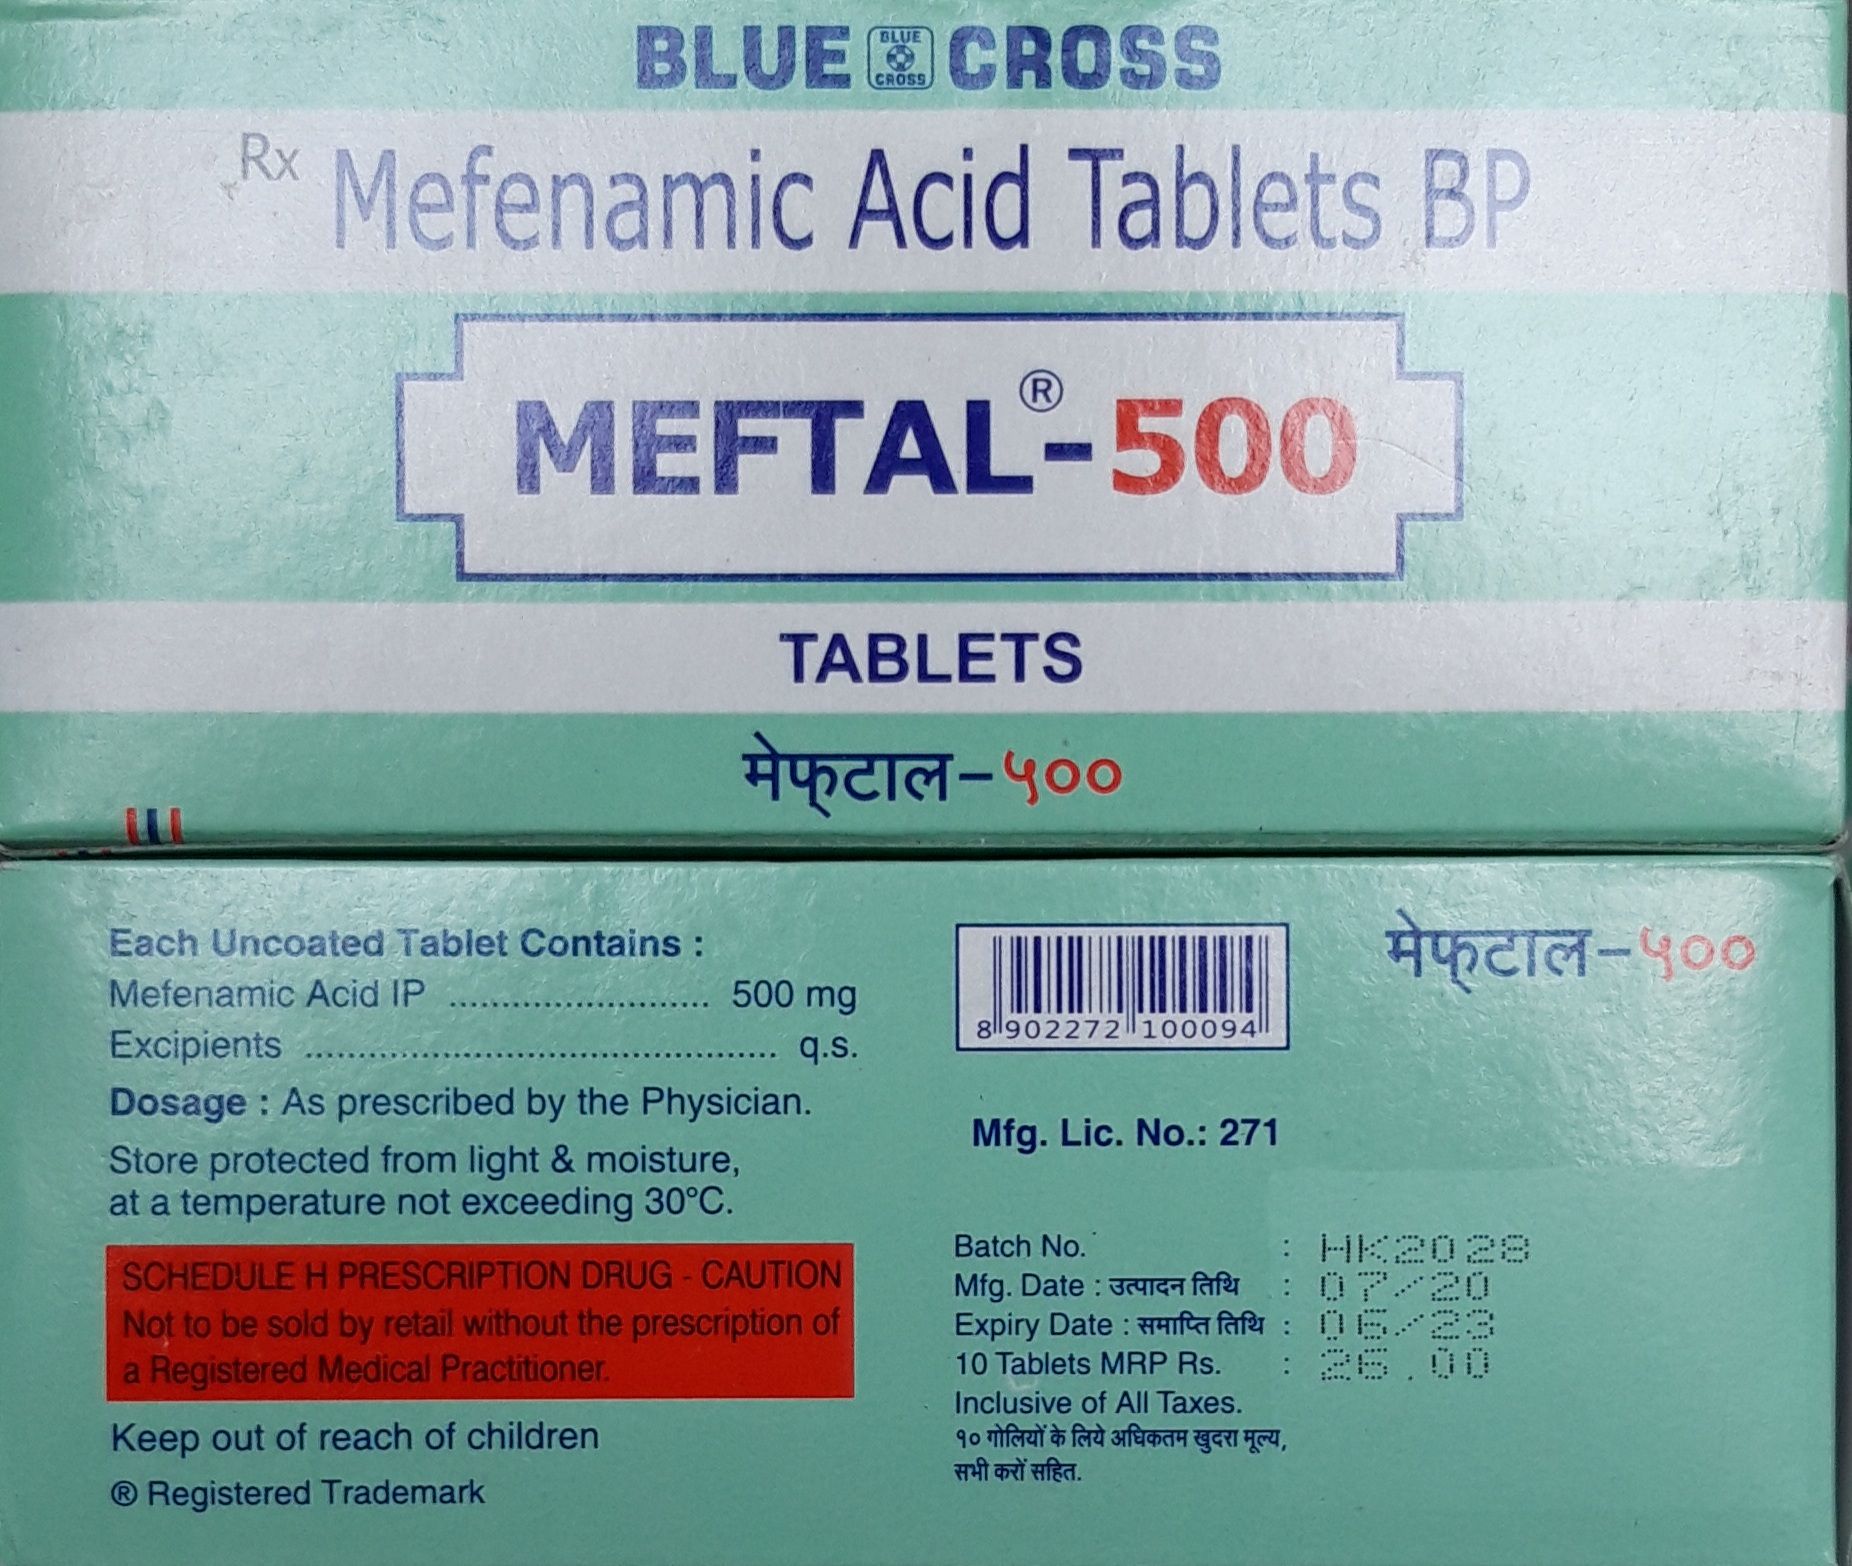 BLUE BLUE CROSS CROSS
Rx Mefenamic Acid Tablets BP
MEFTAL®-500
TABLETS
मेफ्टाल-५००
Each Uncoated Tablet Contains :
Mefenamic Acid IP ......................... 500 mg
Excipients ............................................. q.s.
Dosage : As prescribed by the Physician.
Store protected from light & moisture,
at a temperature not exceeding 30°C.
SCHEDULE H PRESCRIPTION DRUG - CAUTION
Not to be sold by retail without the prescription of
a Registered Medical Practitioner.
Keep out of reach of children
® Registered Trademark
8 902272 100094
मेफ्टाल-५००
Mfg. Lic. No.: 271
Batch No. : HK2028
Mfg. Date : उत्पादन तिथि : 07/20
Expiry Date : समाप्ति तिथि : 06/23
10 Tablets MRP Rs. : 26.00
Inclusive of All Taxes.
१० गोलियों के लिये अधिकतम खुदरा मूल्य,
सभी करों सहित.